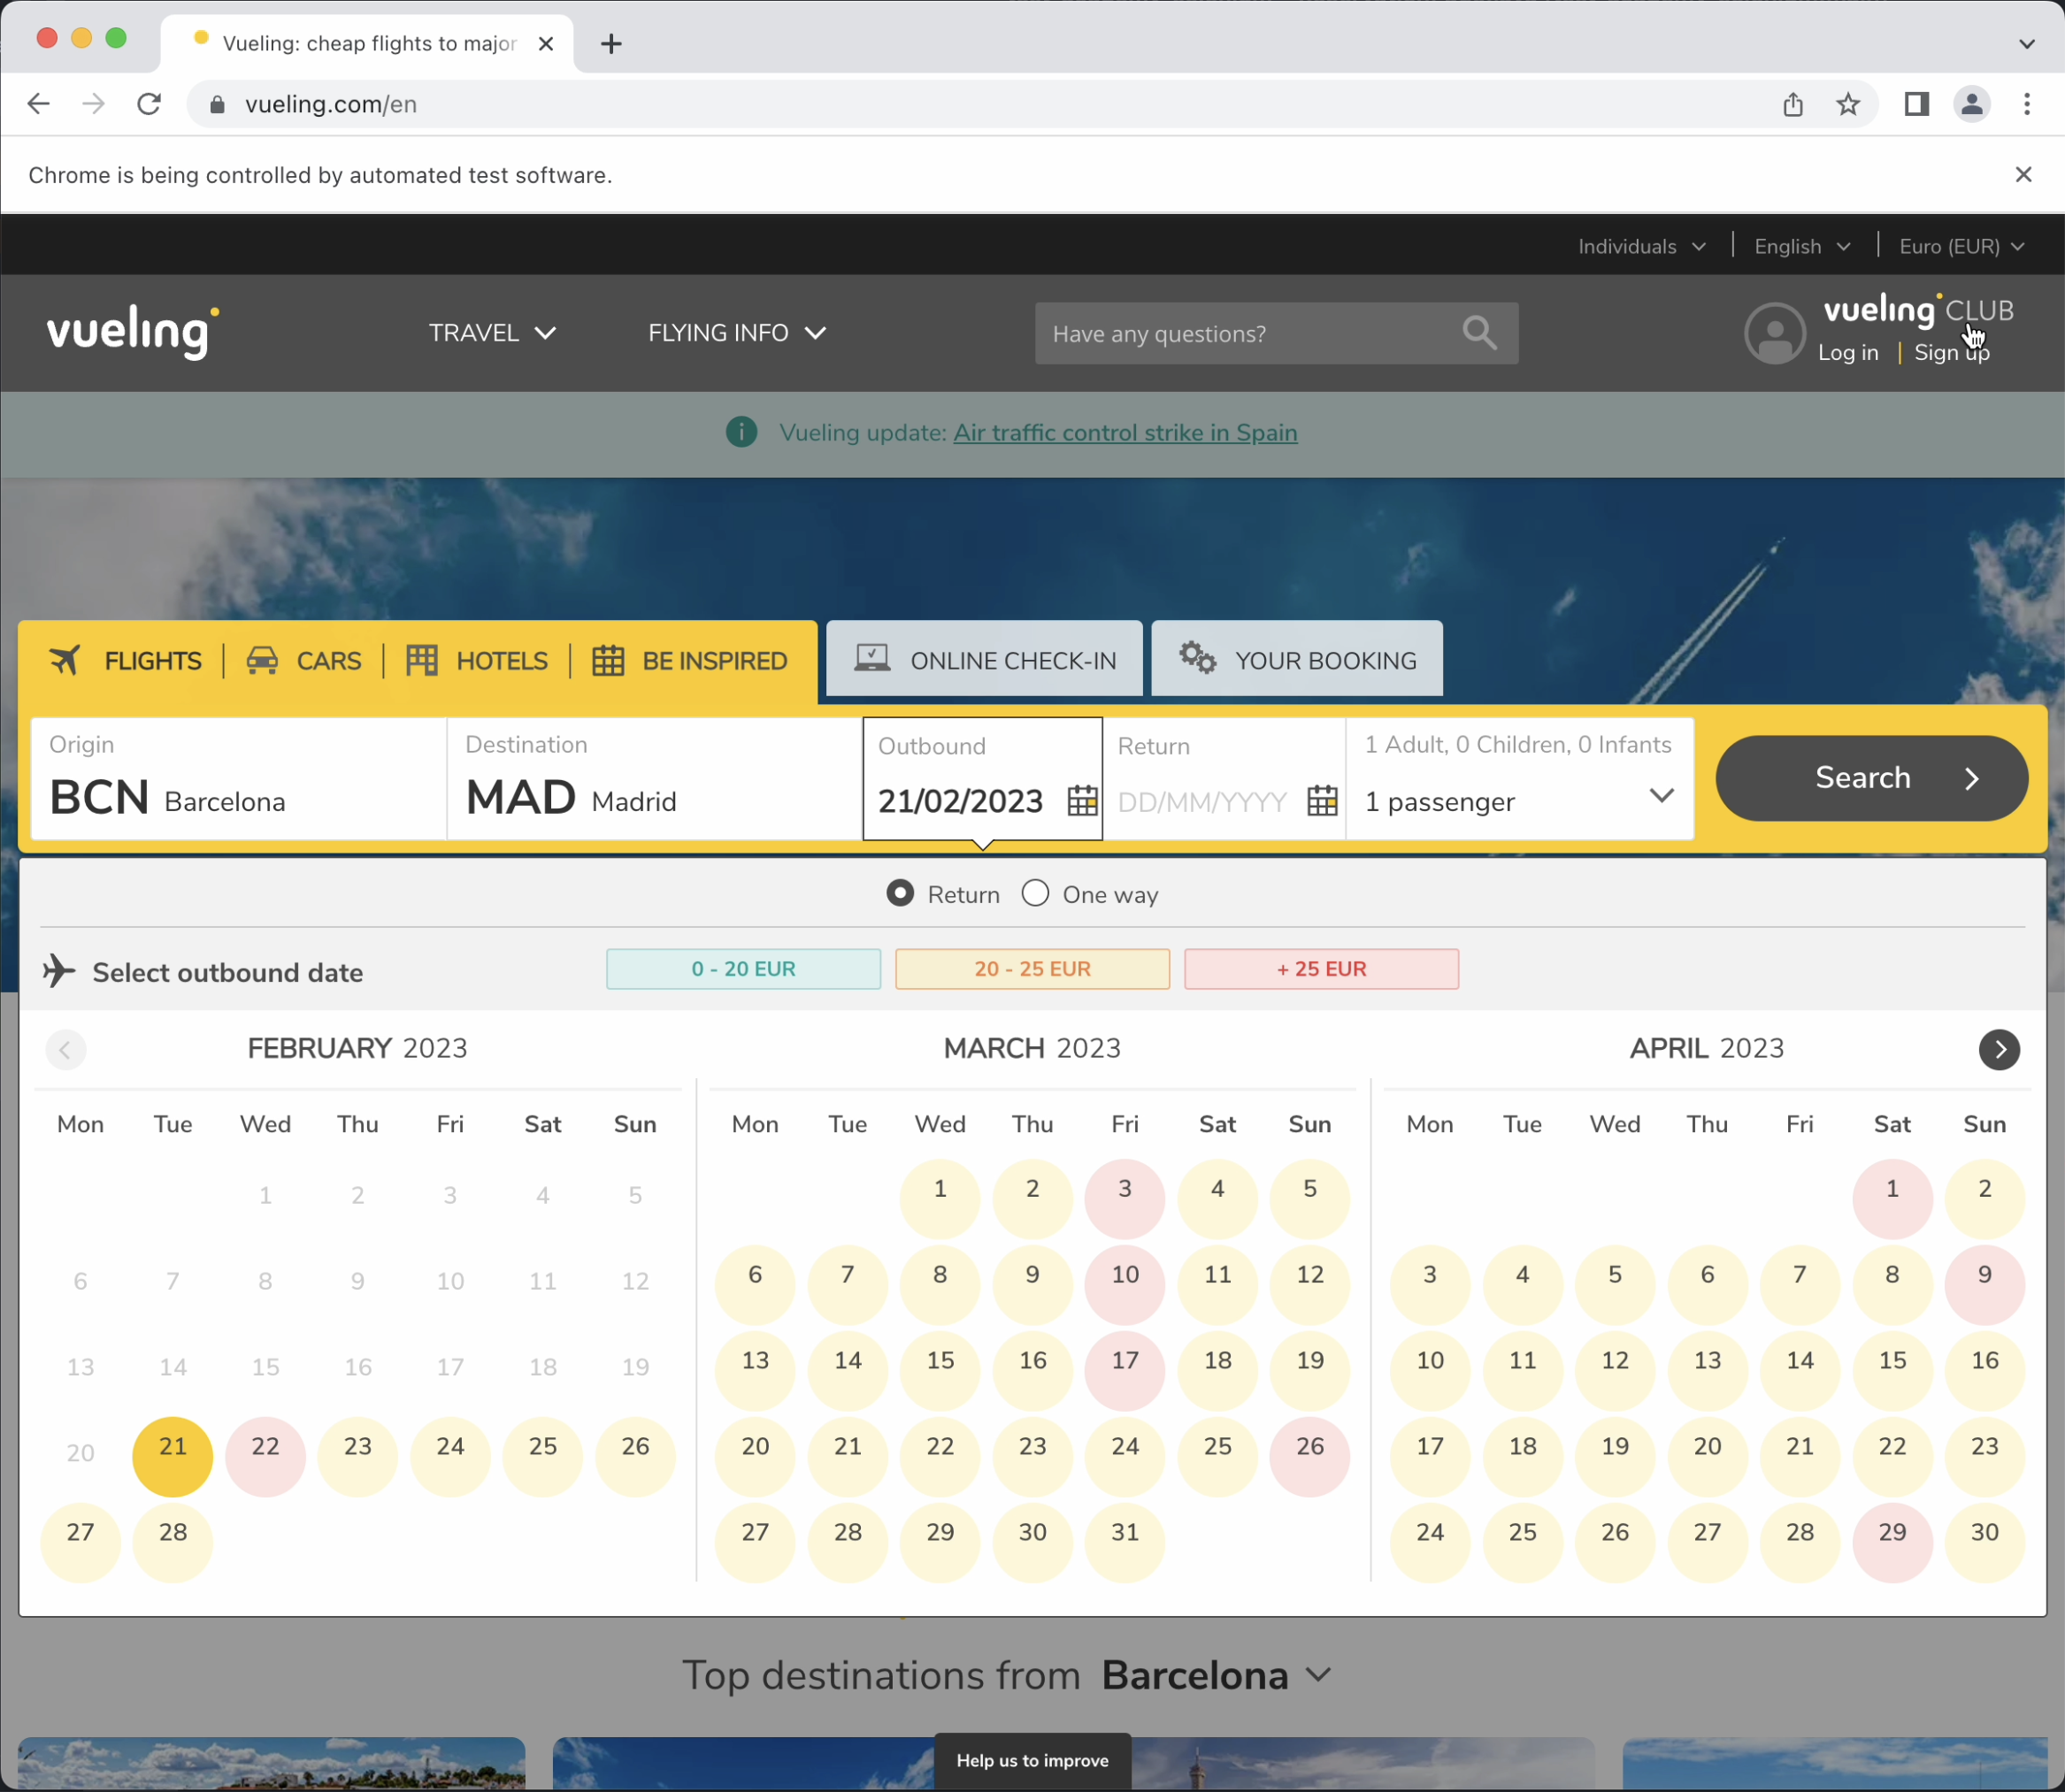 Vueling: cheap flights to major
vueling.com/en
Chrome is being controlled by automated test software.
Individuals English Euro (EUR)
vueling TRAVEL FLYING INFO Have any questions? vueling CLUB
Log in | Sign up
Vueling update: Air traffic control strike in Spain
FLIGHTS CARS HOTELS BE INSPIRED ONLINE CHECK-IN YOUR BOOKING
Origin Destination Outbound Return 1 Adult, 0 Children, 0 Infants
BCN Barcelona MAD Madrid 21/02/2023 DD/MM/YYYY 1 passenger Search
Return One way
Select outbound date 0 - 20 EUR 20 - 25 EUR + 25 EUR
FEBRUARY 2023
Mon Tue Wed Thu Fri Sat Sun
1 2 3 4 5
6 7 8 9 10 11 12
13 14 15 16 17 18 19
20 21 22 23 24 25 26
27 28
MARCH 2023
Mon Tue Wed Thu Fri Sat Sun
1 2 3 4 5
6 7 8 9 10 11 12
13 14 15 16 17 18 19
20 21 22 23 24 25 26
27 28 29 30 31
APRIL 2023
Mon Tue Wed Thu Fri Sat Sun
1 2
3 4 5 6 7 8 9
10 11 12 13 14 15 16
17 18 19 20 21 22 23
24 25 26 27 28 29 30
Top destinations from Barcelona
Help us to improve